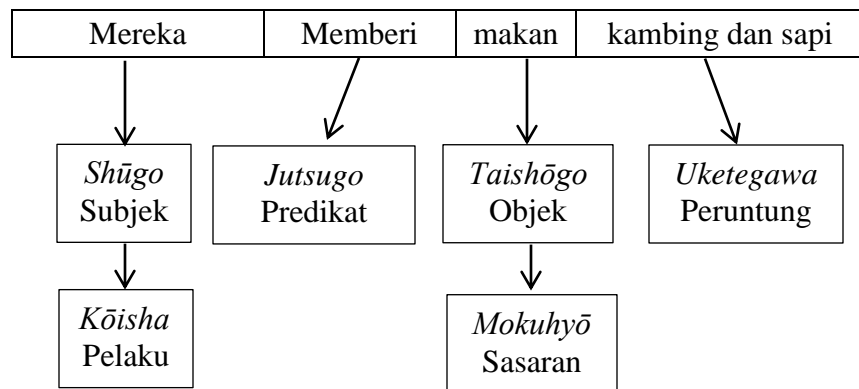 Mereka Memberi makan kambing dan sapi
Shūgo
Subjek
Jutsugo
Predikat
Taishōgo
Objek
Uketegawa
Peruntung
Kōisha
Pelaku
Mokuhyō
Sasaran